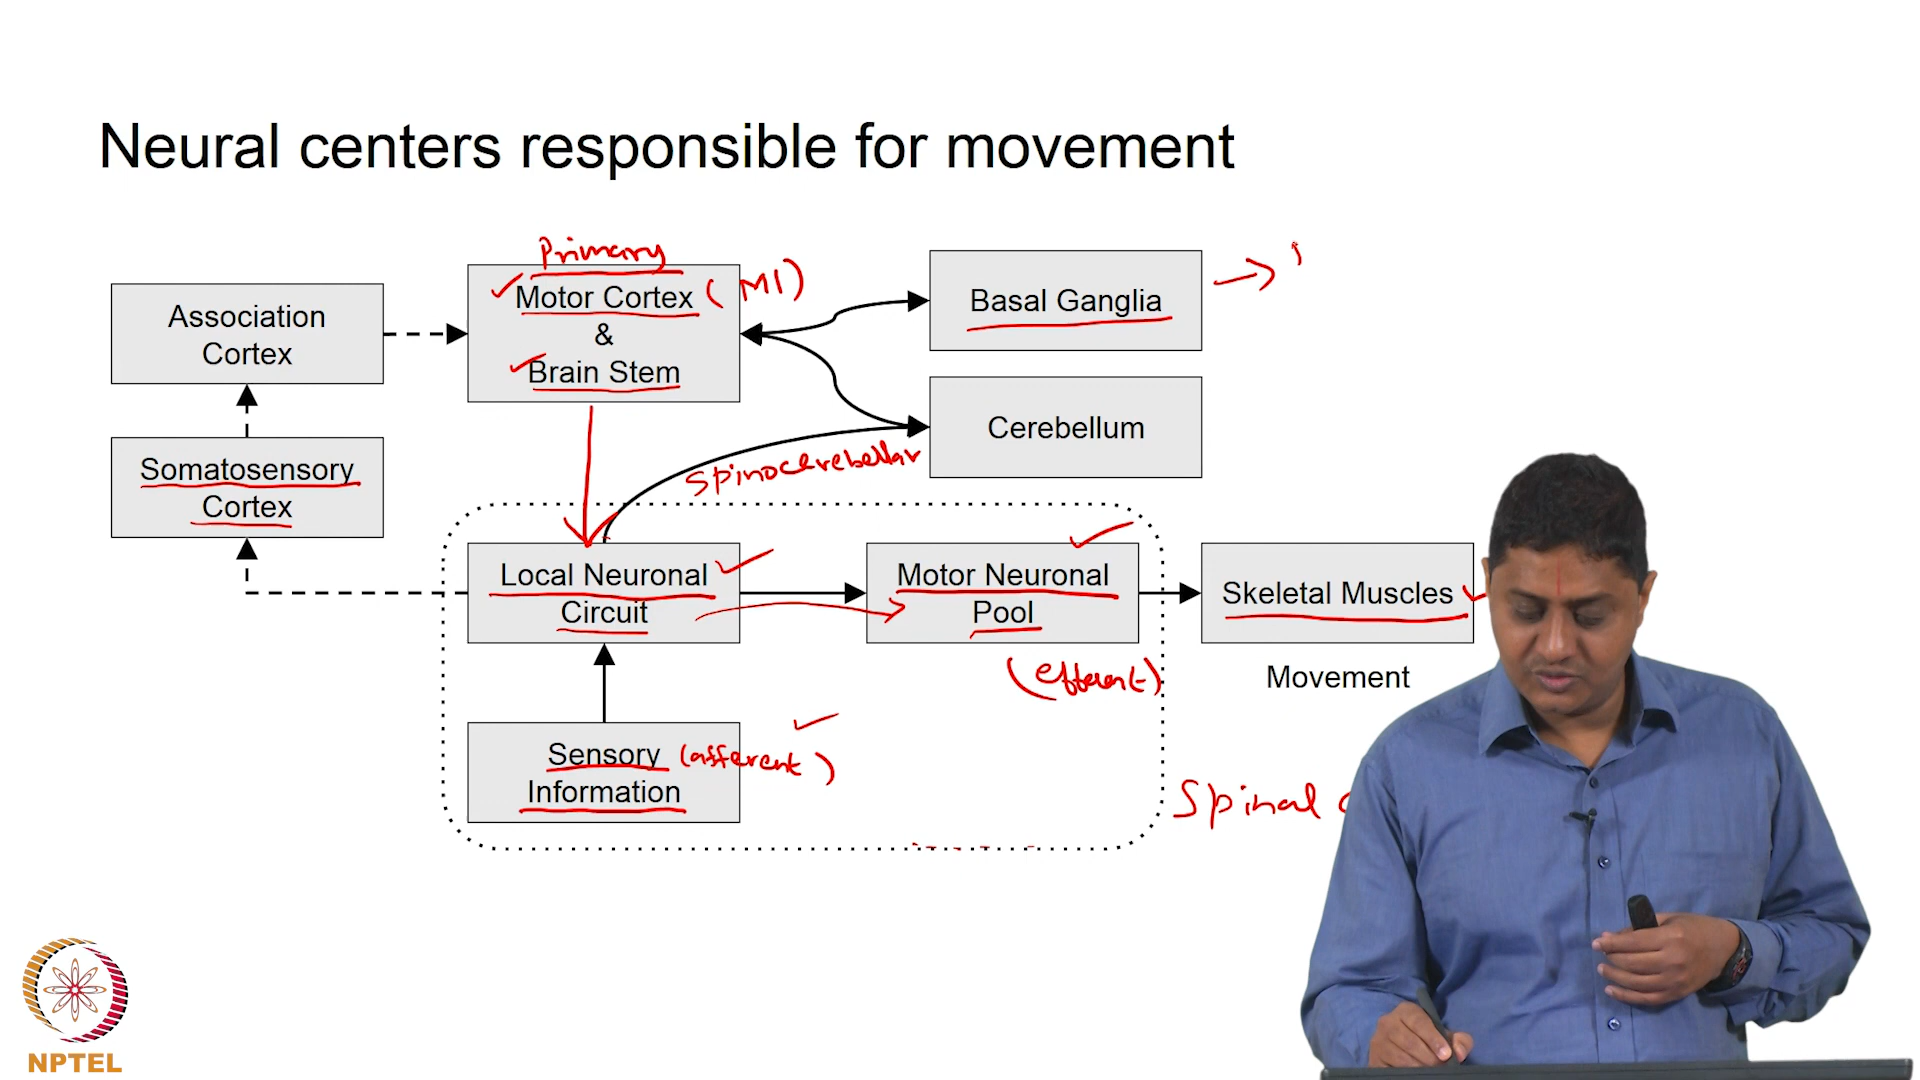 Neural centers responsible for movement
Primary
Association
Cortex
Motor Cortex (M1)
&
Brain Stem
Basal Ganglia →
Cerebellum
Somatosensory
Cortex
Spinocerebellar
Local Neuronal
Circuit
Motor Neuronal
Pool
(efferent)
Skeletal Muscles
Movement
Sensory (afferent)
Information
Spinal
NPTEL